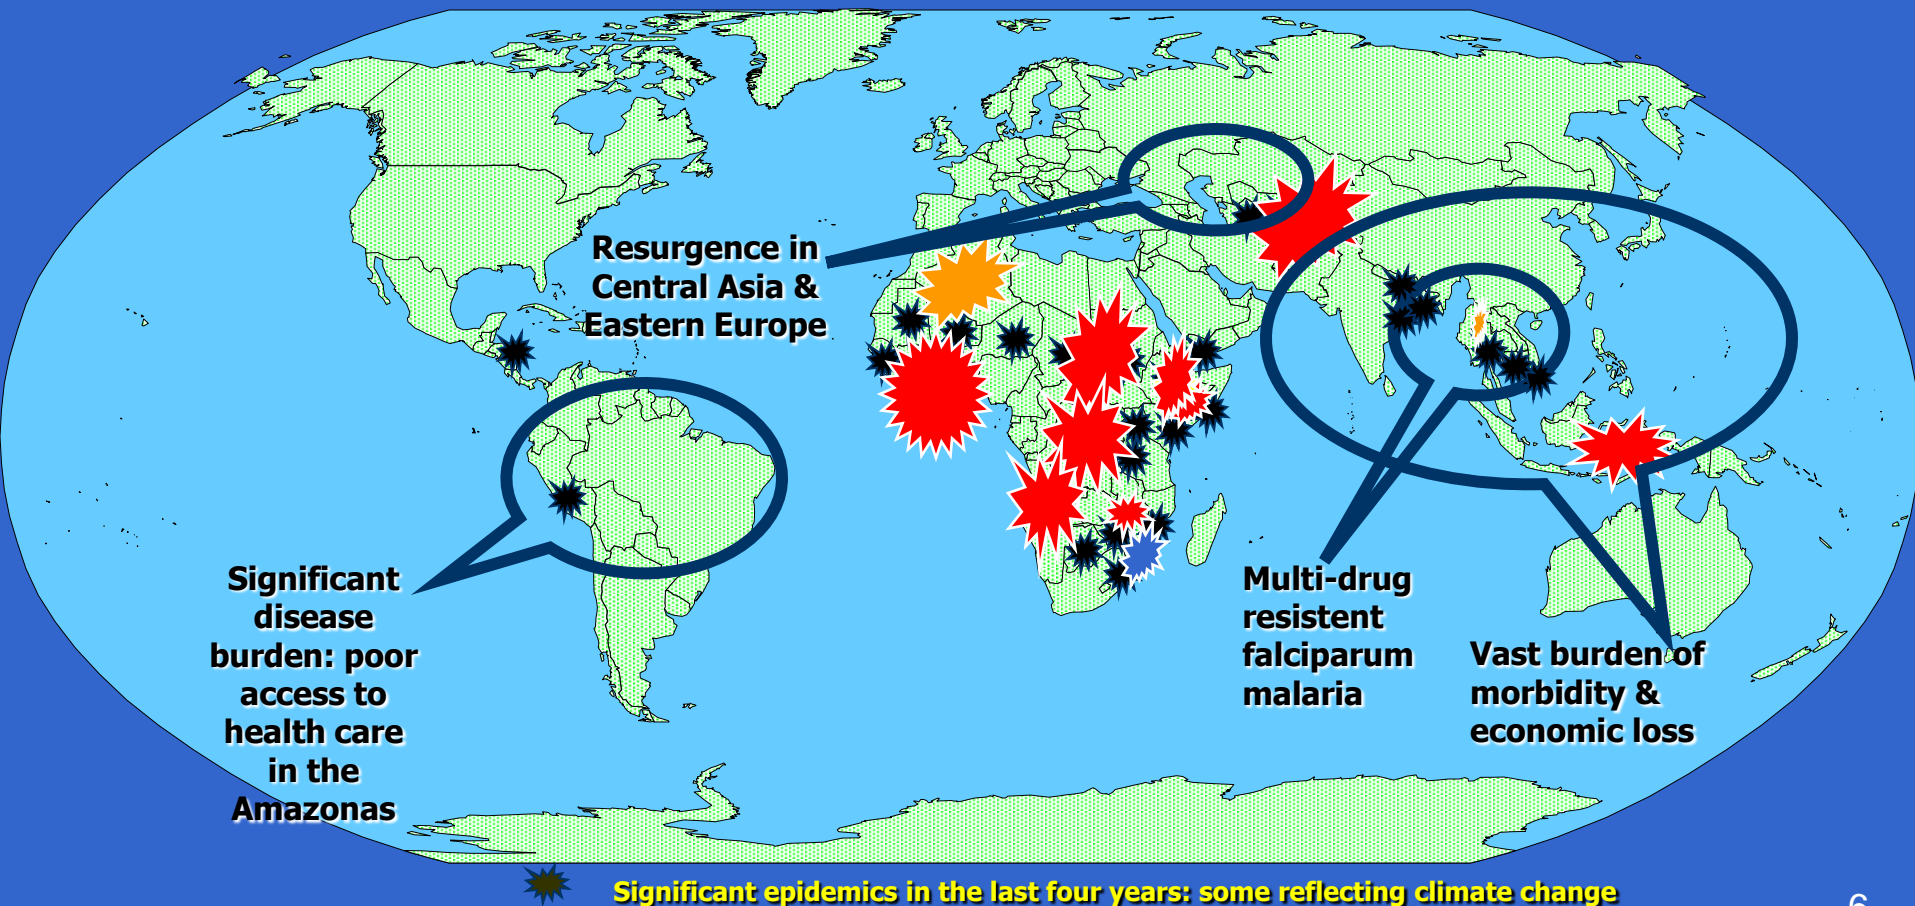 Resurgence in
Central Asia &
Eastern Europe
Significant
disease
burden: poor
access to
health care
in the
Amazonas
Multi-drug
resistent
falciparum
malaria
Vast burden of
morbidity &
economic loss
Significant epidemics in the last four years: some reflecting climate change
6